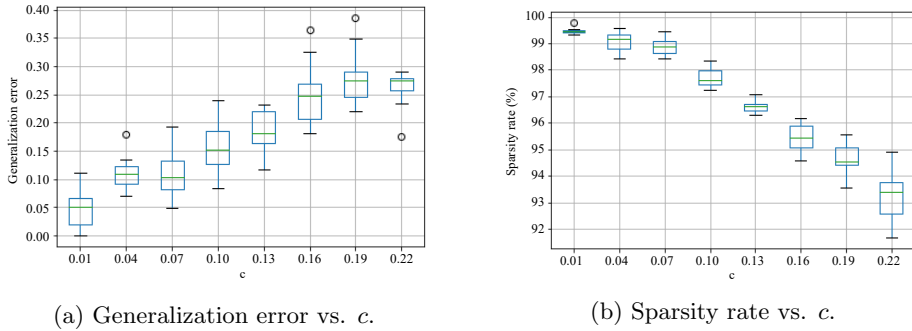 0.40
0.35
0.30
0.25
0.20
0.15
0.10
0.05
0.00
Generalization error
0.01 0.04 0.07 0.10 0.13 0.16 0.19 0.22
c
(a) Generalization error vs. c.
100
99
98
97
96
95
94
93
92
Sparsity rate (%)
0.01 0.04 0.07 0.10 0.13 0.16 0.19 0.22
c
(b) Sparsity rate vs. c.